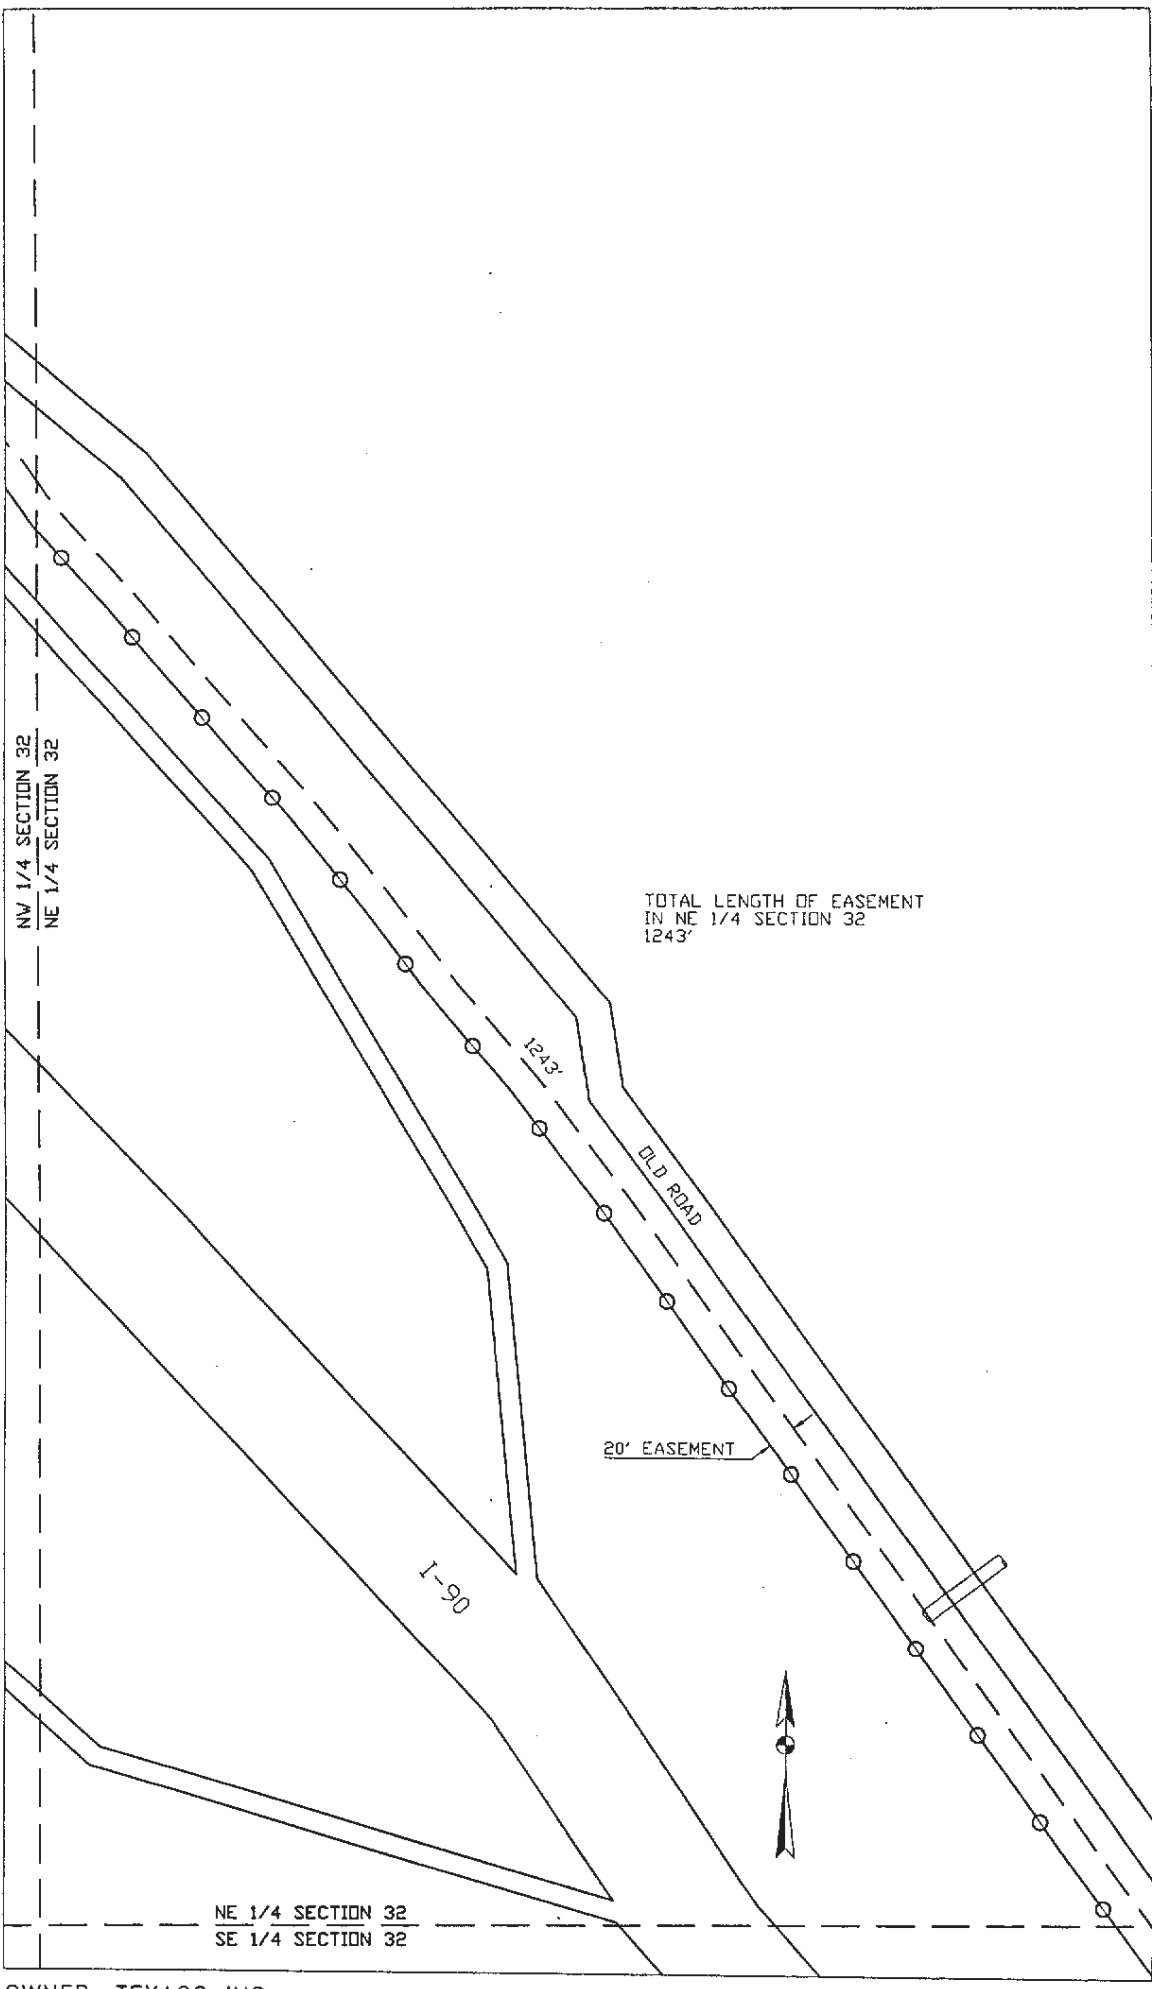 NW 1/4 SECTION 32
NE 1/4 SECTION 32
TOTAL LENGTH OF EASEMENT
IN NE 1/4 SECTION 32
1243'
1243'
OLD ROAD
20' EASEMENT
I-90
NE 1/4 SECTION 32
SE 1/4 SECTION 32